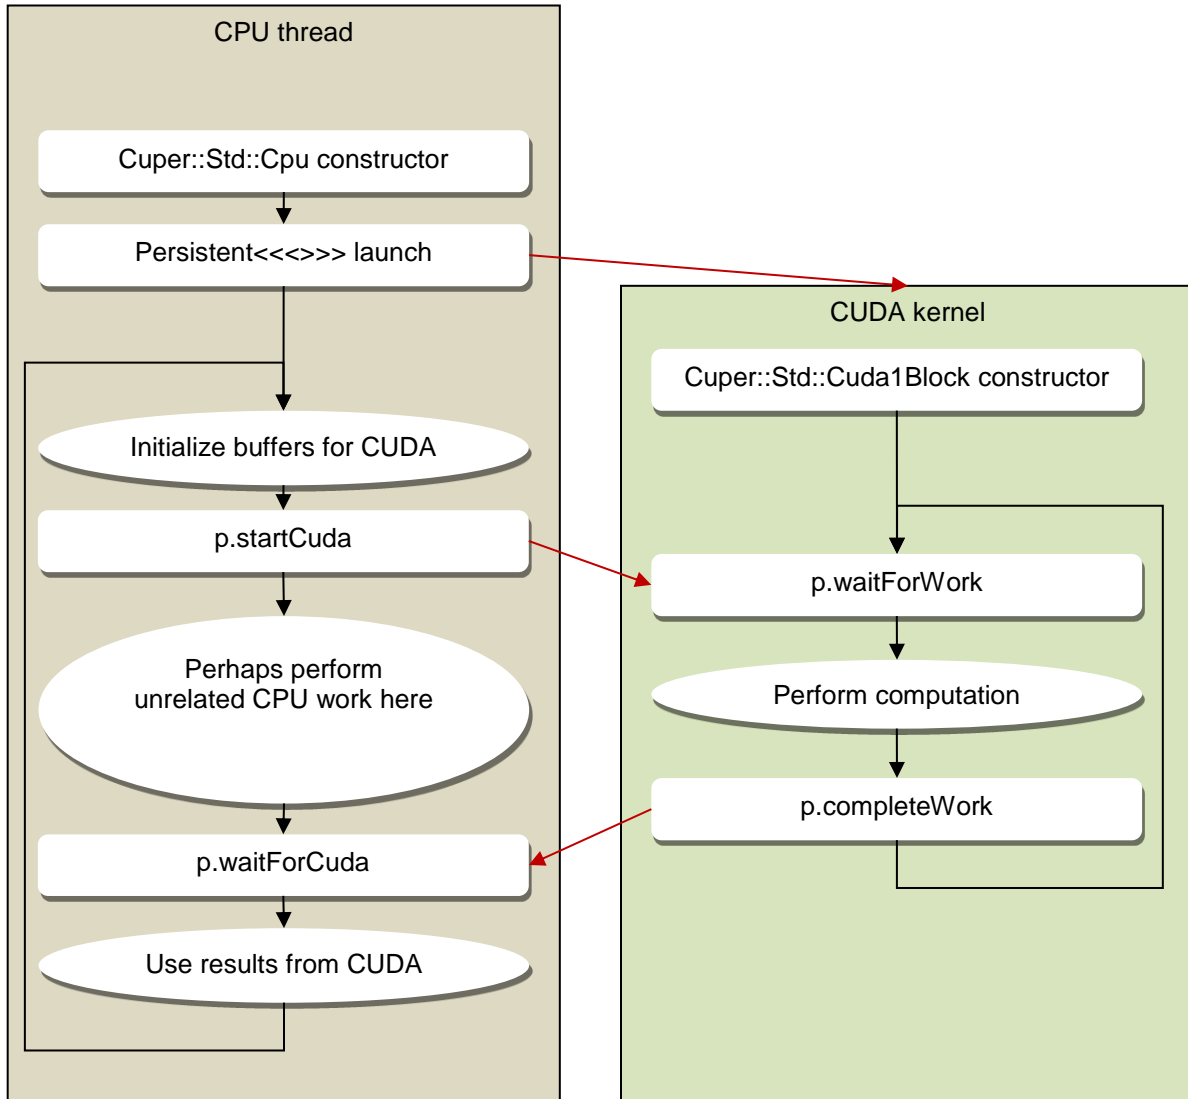 CPU thread
Cuper::Std::Cpu constructor
Persistent<<<>>> launch
Initialize buffers for CUDA
p.startCuda
Perhaps perform
unrelated CPU work here
p.waitForCuda
Use results from CUDA
CUDA kernel
Cuper::Std::Cuda1Block constructor
p.waitForWork
Perform computation
p.completeWork